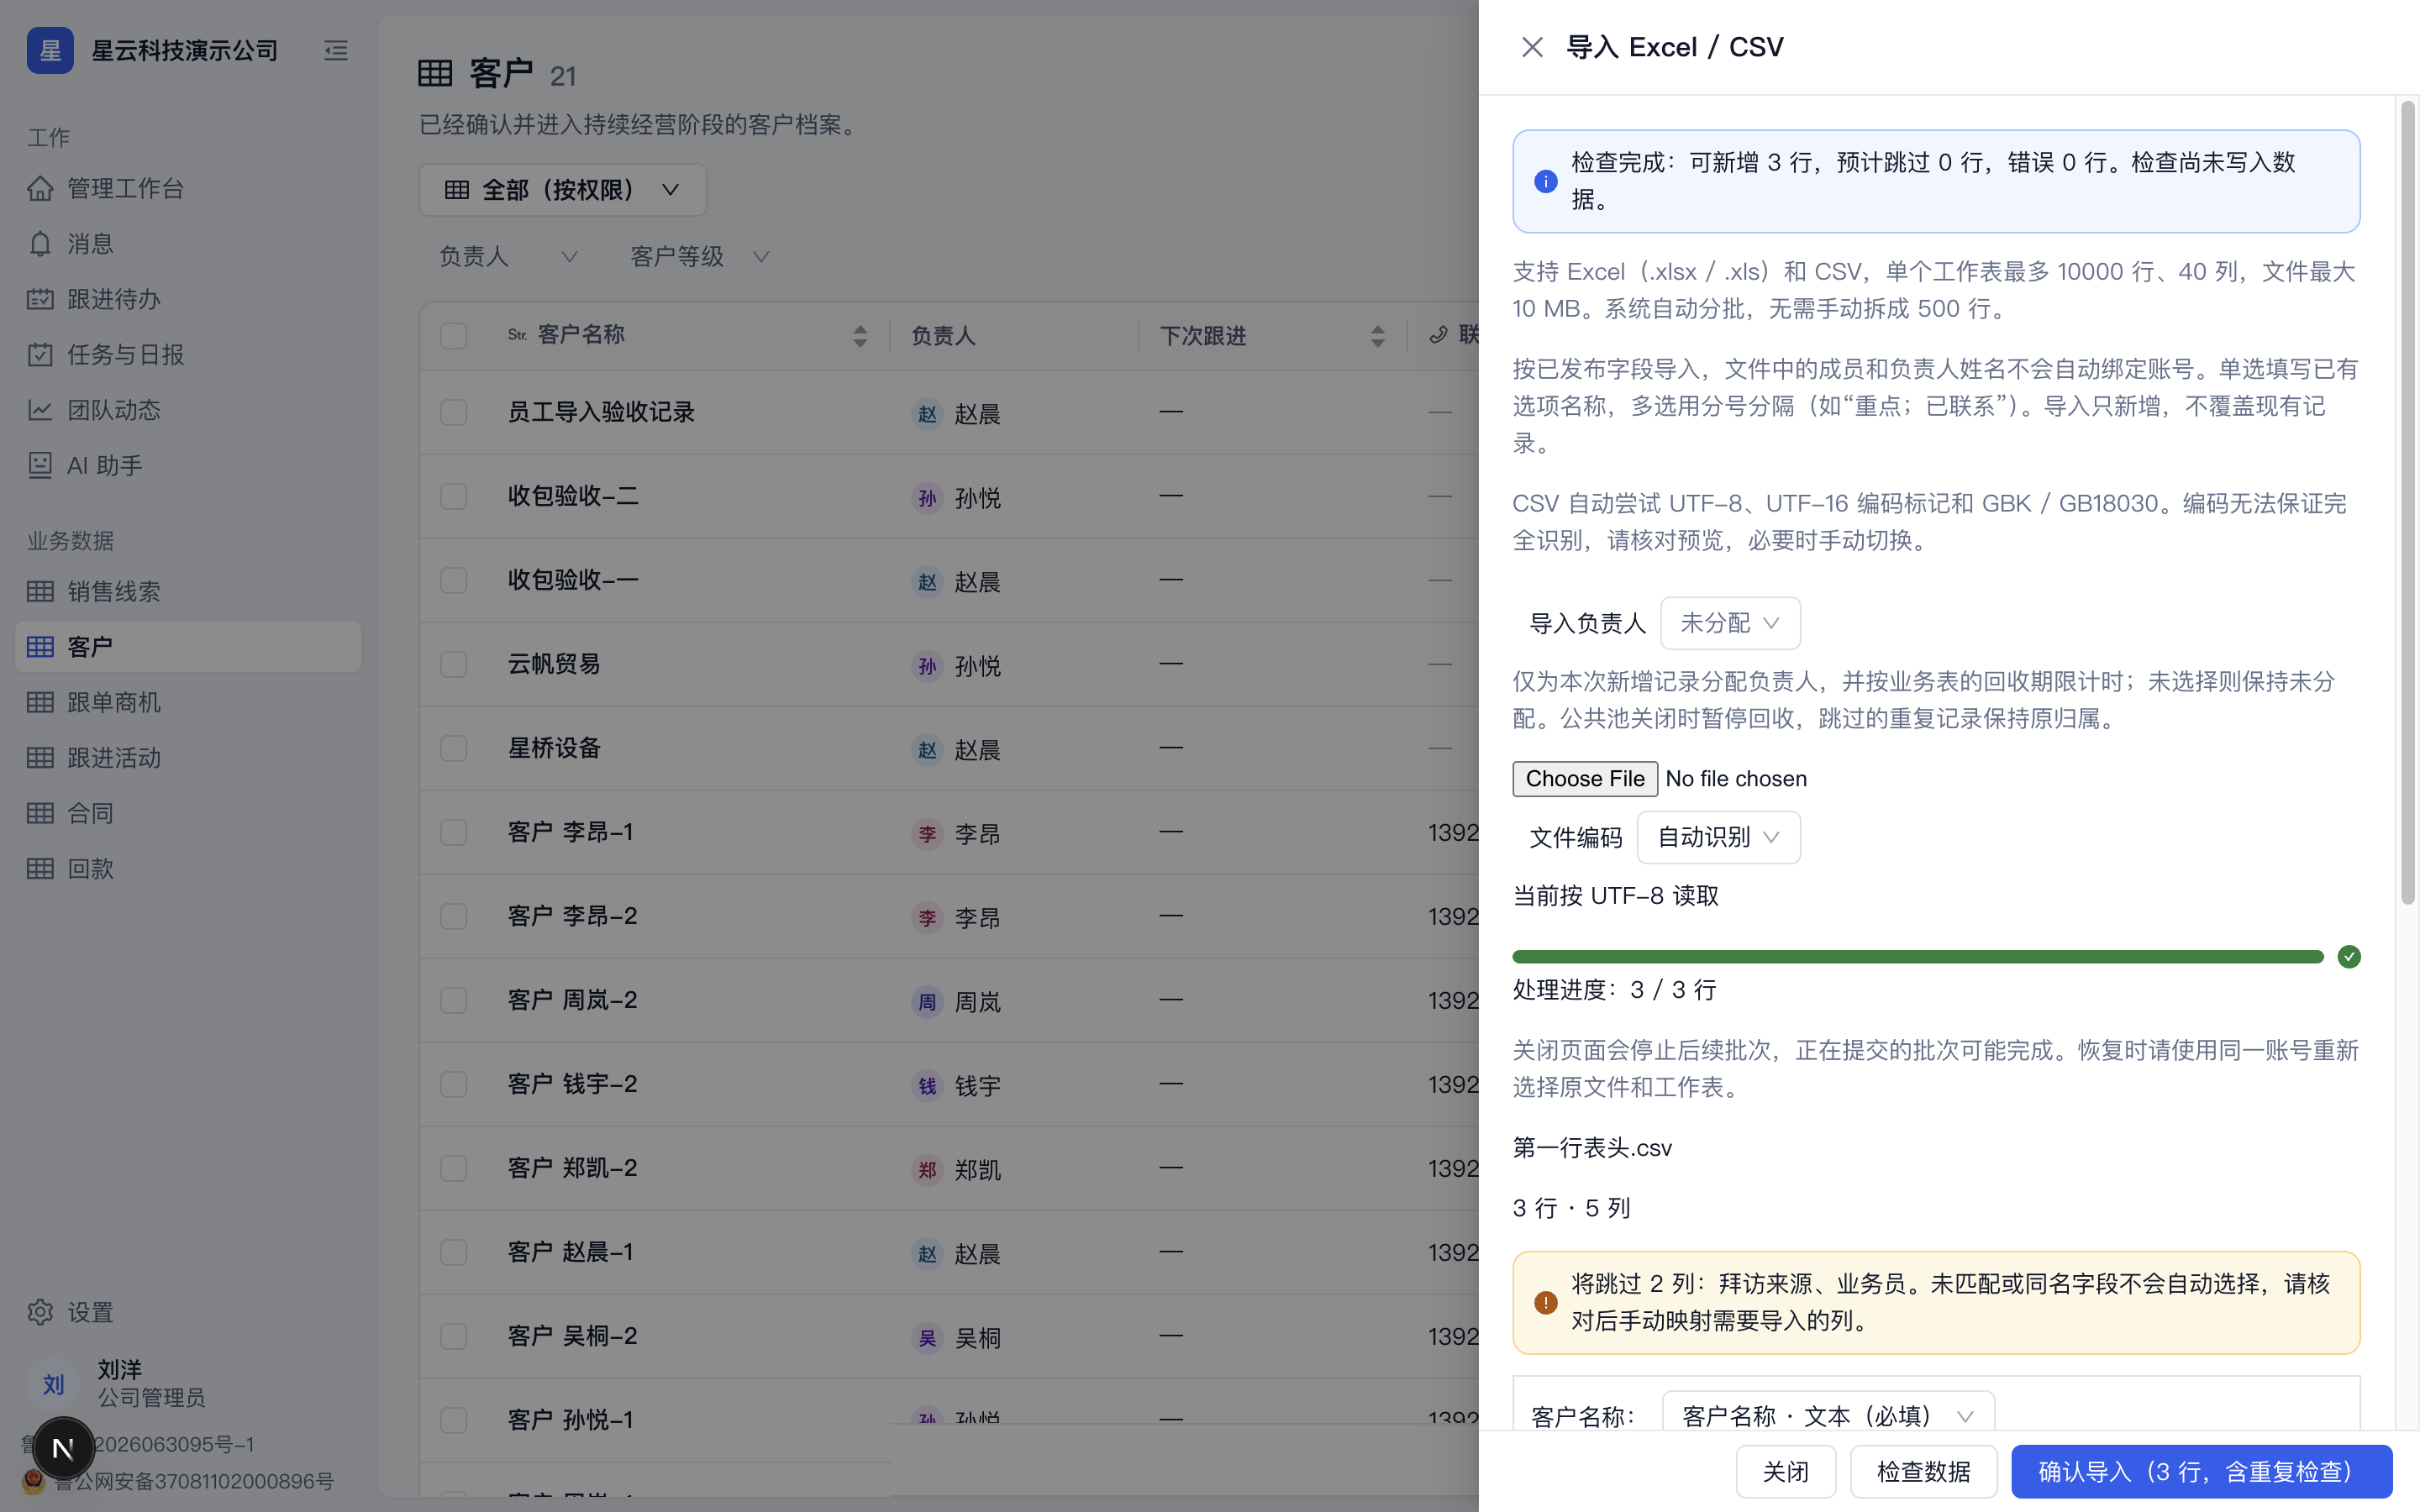 星 星云科技演示公司
工作
管理工作台
消息
跟进待办
任务与日报
团队动态
AI 助手
业务数据
销售线索
客户
跟单商机
跟进活动
合同
回款
设置
刘 刘洋
公司管理员
N
2026063095号-1
鲁公网安备37081102000896号
客户 21
已经确认并进入持续经营阶段的客户档案。
全部（按权限）
负责人 客户等级
Str. 客户名称 负责人 下次跟进 联
员工导入验收记录 赵 赵晨 —— —
收包验收-二 孙 孙悦 — —
收包验收-一 赵 赵晨 — —
云帆贸易 孙 孙悦 — —
星桥设备 赵 赵晨 — —
客户 李昂-1 李 李昂 — 1392
客户 李昂-2 李 李昂 — 1392
客户 周岚-2 周 周岚 — 1392
客户 钱宇-2 钱 钱宇 — 1392
客户 郑凯-2 郑 郑凯 — 1392
客户 赵晨-1 赵 赵晨 — 1392
客户 吴桐-2 吴 吴桐 — 1392
客户 孙悦-1 孙 孙悦 — 1392
导入 Excel / CSV
检查完成：可新增 3 行，预计跳过 0 行，错误 0 行。检查尚未写入数
据。
支持 Excel（.xlsx / .xls）和 CSV，单个工作表最多 10000 行、40 列，文件最大
10 MB。系统自动分批，无需手动拆成 500 行。
按已发布字段导入，文件中的成员和负责人姓名不会自动绑定账号。单选填写已有
选项名称，多选用分号分隔（如“重点；已联系”）。导入只新增，不覆盖现有记
录。
CSV 自动尝试 UTF-8、UTF-16 编码标记和 GBK / GB18030。编码无法保证完
全识别，请核对预览，必要时手动切换。
导入负责人 未分配
仅为本次新增记录分配负责人，并按业务表的回收期限计时；未选择则保持未分
配。公共池关闭时暂停回收，跳过的重复记录保持原归属。
Choose File No file chosen
文件编码 自动识别
当前按 UTF-8 读取
处理进度：3 / 3 行
关闭页面会停止后续批次，正在提交的批次可能完成。恢复时请使用同一账号重新
选择原文件和工作表。
第一行表头.csv
3 行 · 5 列
将跳过 2 列：拜访来源、业务员。未匹配或同名字段不会自动选择，请核
对后手动映射需要导入的列。
客户名称： 客户名称 · 文本（必填）
关闭 检查数据 确认导入（3 行，含重复检查）